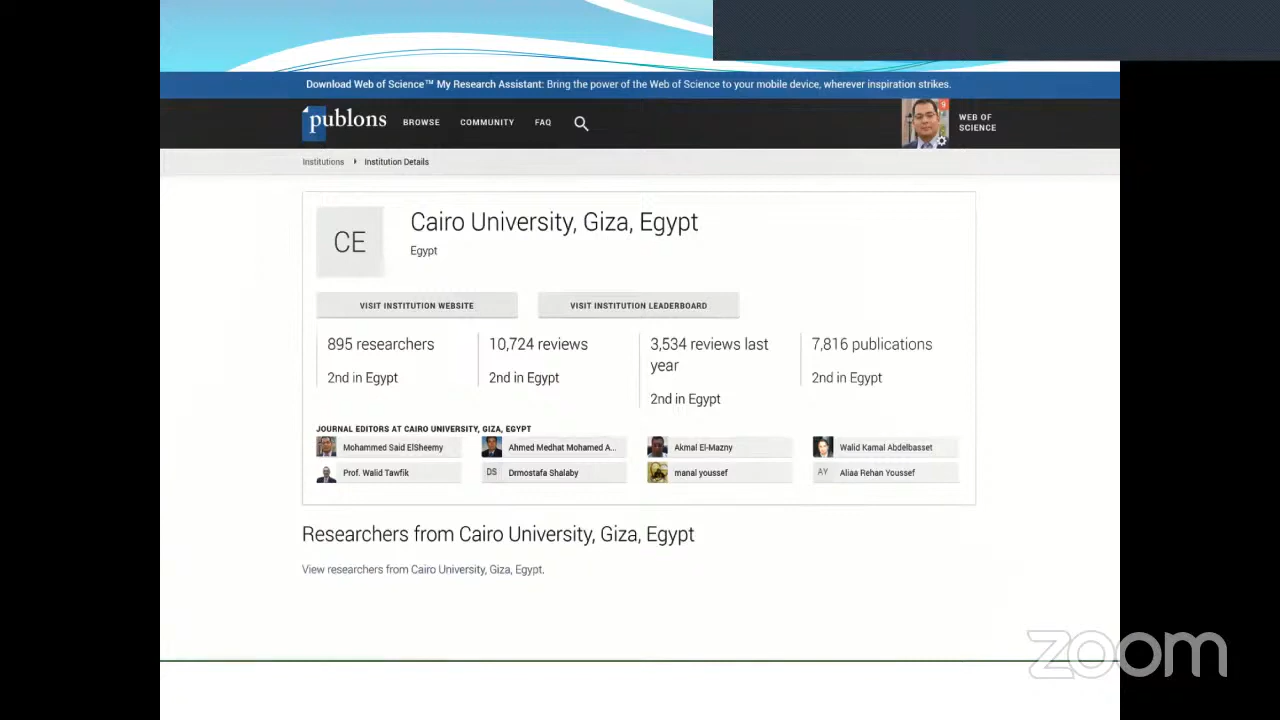 Download Web of Science™ My Research Assistant: Bring the power of the Web of Science to your mobile device, wherever inspiration strikes.
publons BROWSE COMMUNITY FAQ
9
WEB OF
SCIENCE
Institutions Institution Details
CE
Cairo University, Giza, Egypt
Egypt
VISIT INSTITUTION WEBSITE VISIT INSTITUTION LEADERBOARD
895 researchers
2nd in Egypt
10,724 reviews
2nd in Egypt
3,534 reviews last
year
2nd in Egypt
7,816 publications
2nd in Egypt
JOURNAL EDITORS AT CAIRO UNIVERSITY, GIZA, EGYPT
Mohammed Said ElSheemy Ahmed Medhat Mohamed A... Akmal El-Mazny Walid Kamal Abdelbasset
Prof. Walid Tawfik DS Drmostafa Shalaby manal youssef AY Aliaa Rehan Youssef
Researchers from Cairo University, Giza, Egypt
View researchers from Cairo University, Giza, Egypt.
zoom